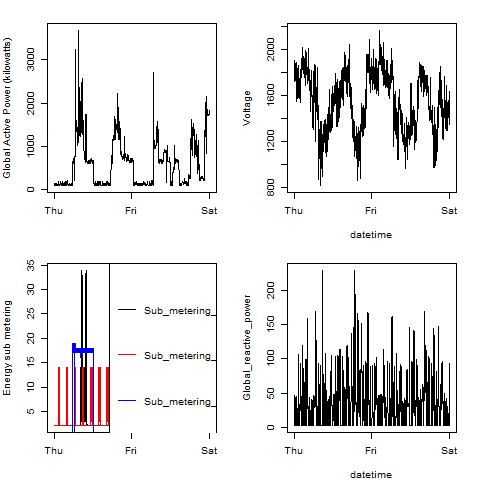 Global Active Power (kilowatts)
3000
2000
1000
0
Thu Fri Sat
Voltage
2000
1600
1200
800
Thu Fri Sat
datetime
Energy sub metering
35
30
25
20
15
10
5
Sub_metering_
Sub_metering_
Sub_metering_
Thu Fri Sat
Global_reactive_power
200
150
100
50
0
Thu Fri Sat
datetime